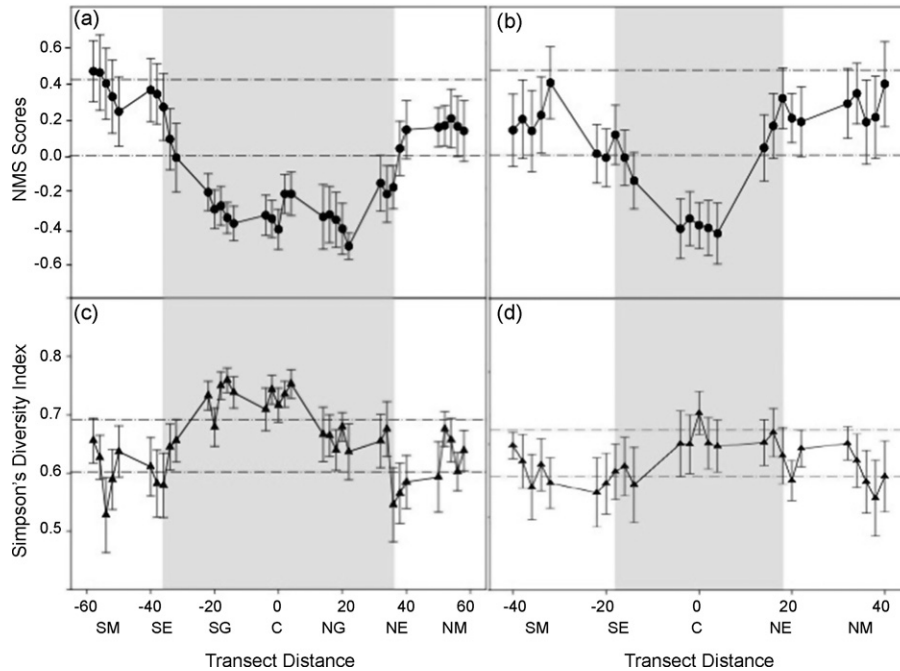 (a)
(b)
NMS Scores
0.6
0.4
0.2
0.0
-0.2
-0.4
-0.6
(c)
(d)
Simpson's Diversity Index
0.8
0.7
0.6
0.5
-60 -40 -20 0 20 40 60
-40 -20 0 20 40
SM SE SG C NG NE NM
SM SE C NE NM
Transect Distance
Transect Distance